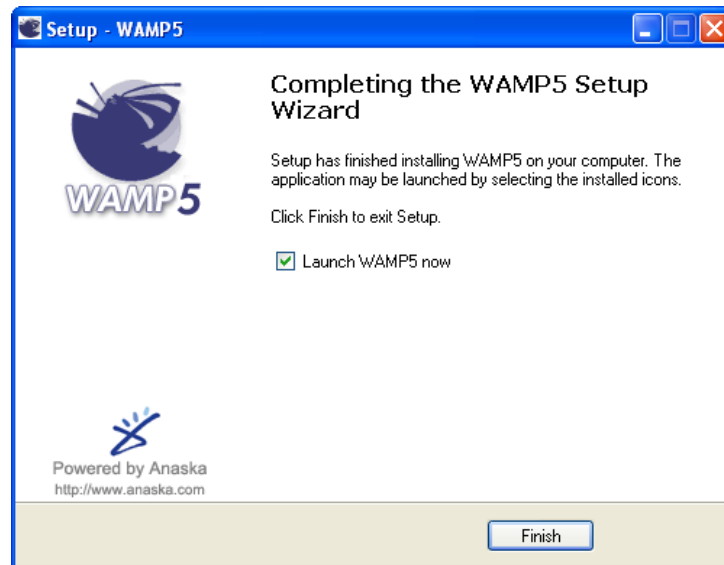 Setup - WAMP5
Completing the WAMP5 Setup
Wizard
Setup has finished installing WAMP5 on your computer. The
application may be launched by selecting the installed icons.
Click Finish to exit Setup.
Launch WAMP5 now
WAMP5
Powered by Anaska
http://www.anaska.com
Finish